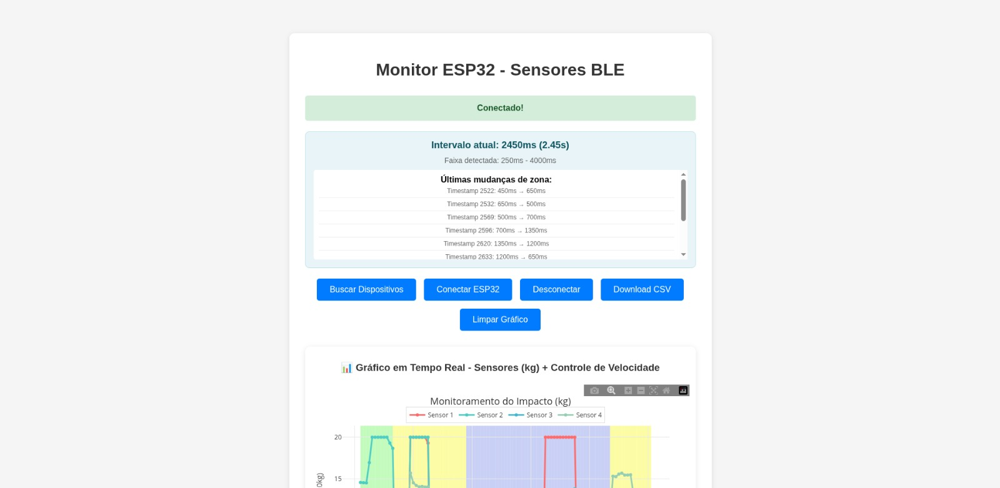 Monitor ESP32 - Sensores BLE
Conectado!
Intervalo atual: 2450ms (2.45s)
Faixa detectada: 250ms - 4000ms
Últimas mudanças de zona:
Timestamp 2522: 450ms → 650ms
Timestamp 2532: 650ms → 500ms
Timestamp 2569: 500ms → 700ms
Timestamp 2596: 700ms → 1350ms
Timestamp 2620: 1350ms → 1200ms
Timestamp 2633: 1200ms → 650ms
Buscar Dispositivos Conectar ESP32 Desconectar Download CSV
Limpar Gráfico
📊 Gráfico em Tempo Real - Sensores (kg) + Controle de Velocidade
Monitoramento do Impacto (kg)
Sensor 1 Sensor 2 Sensor 3 Sensor 4
20
15
0kg)